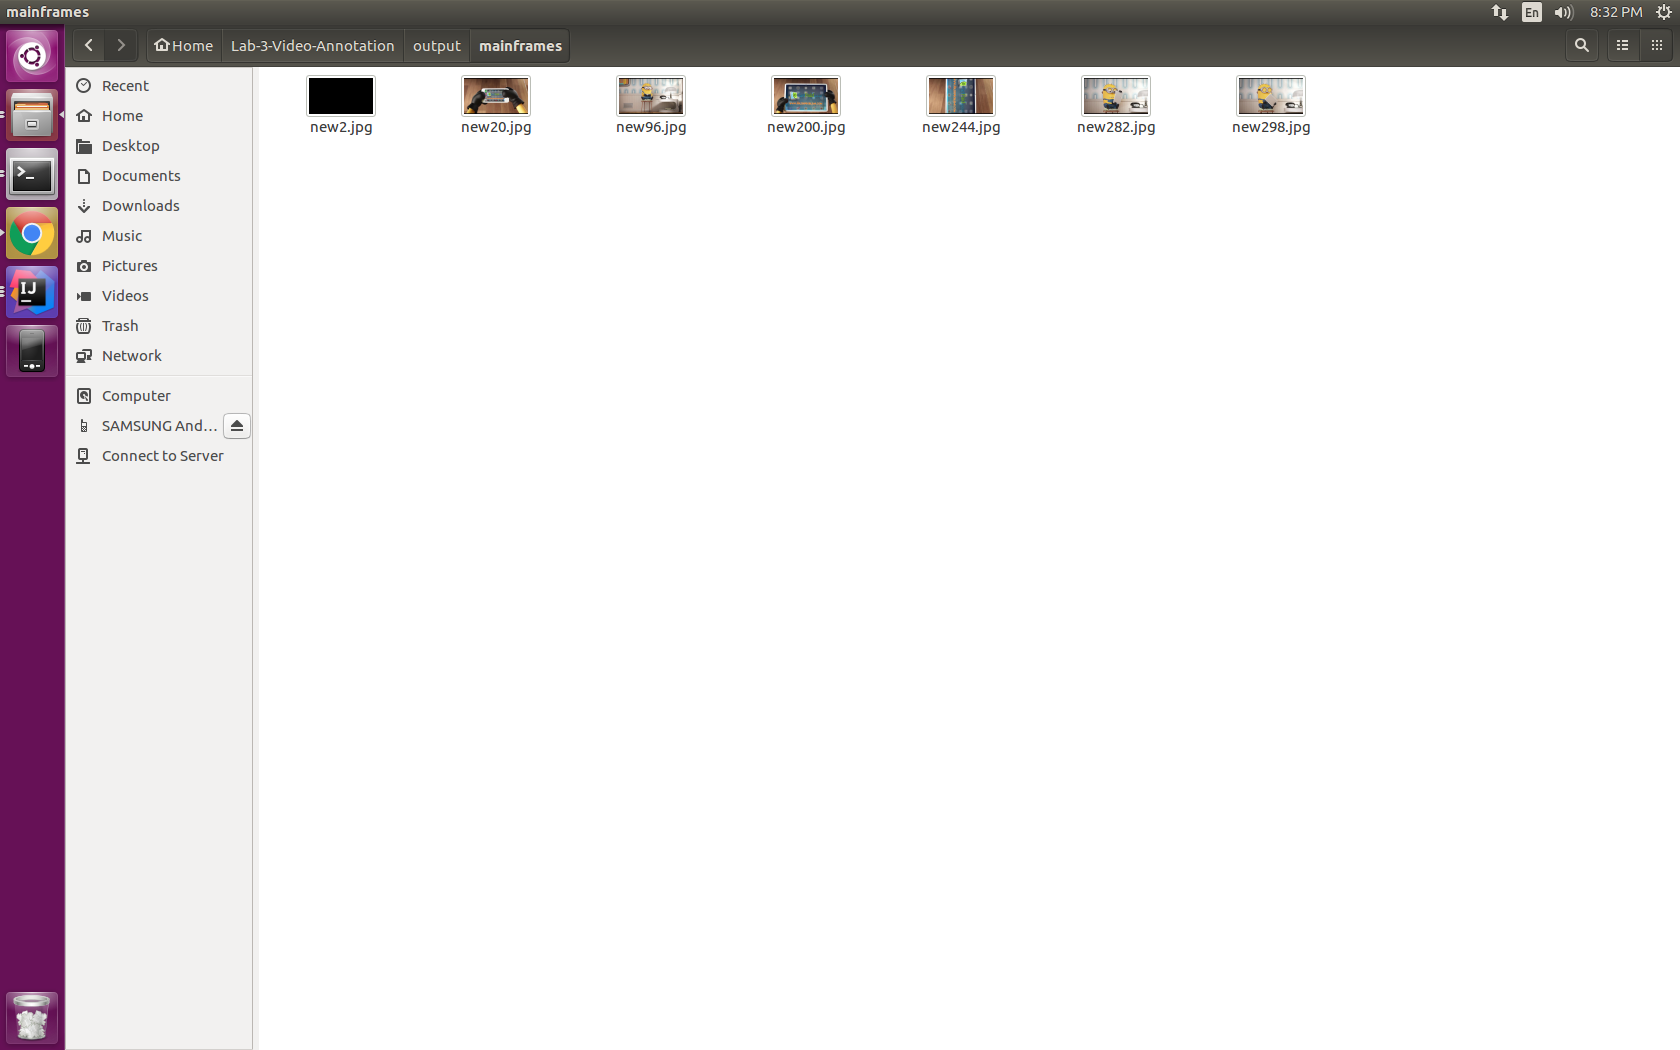 mainframes
En
8:32 PM
Home
Lab-3-Video-Annotation
output
mainframes
Recent
Home
Desktop
Documents
Downloads
Music
Pictures
Videos
Trash
Network
Computer
SAMSUNG And...
Connect to Server
new2.jpg
new20.jpg
new96.jpg
new200.jpg
new244.jpg
new282.jpg
new298.jpg
IJ